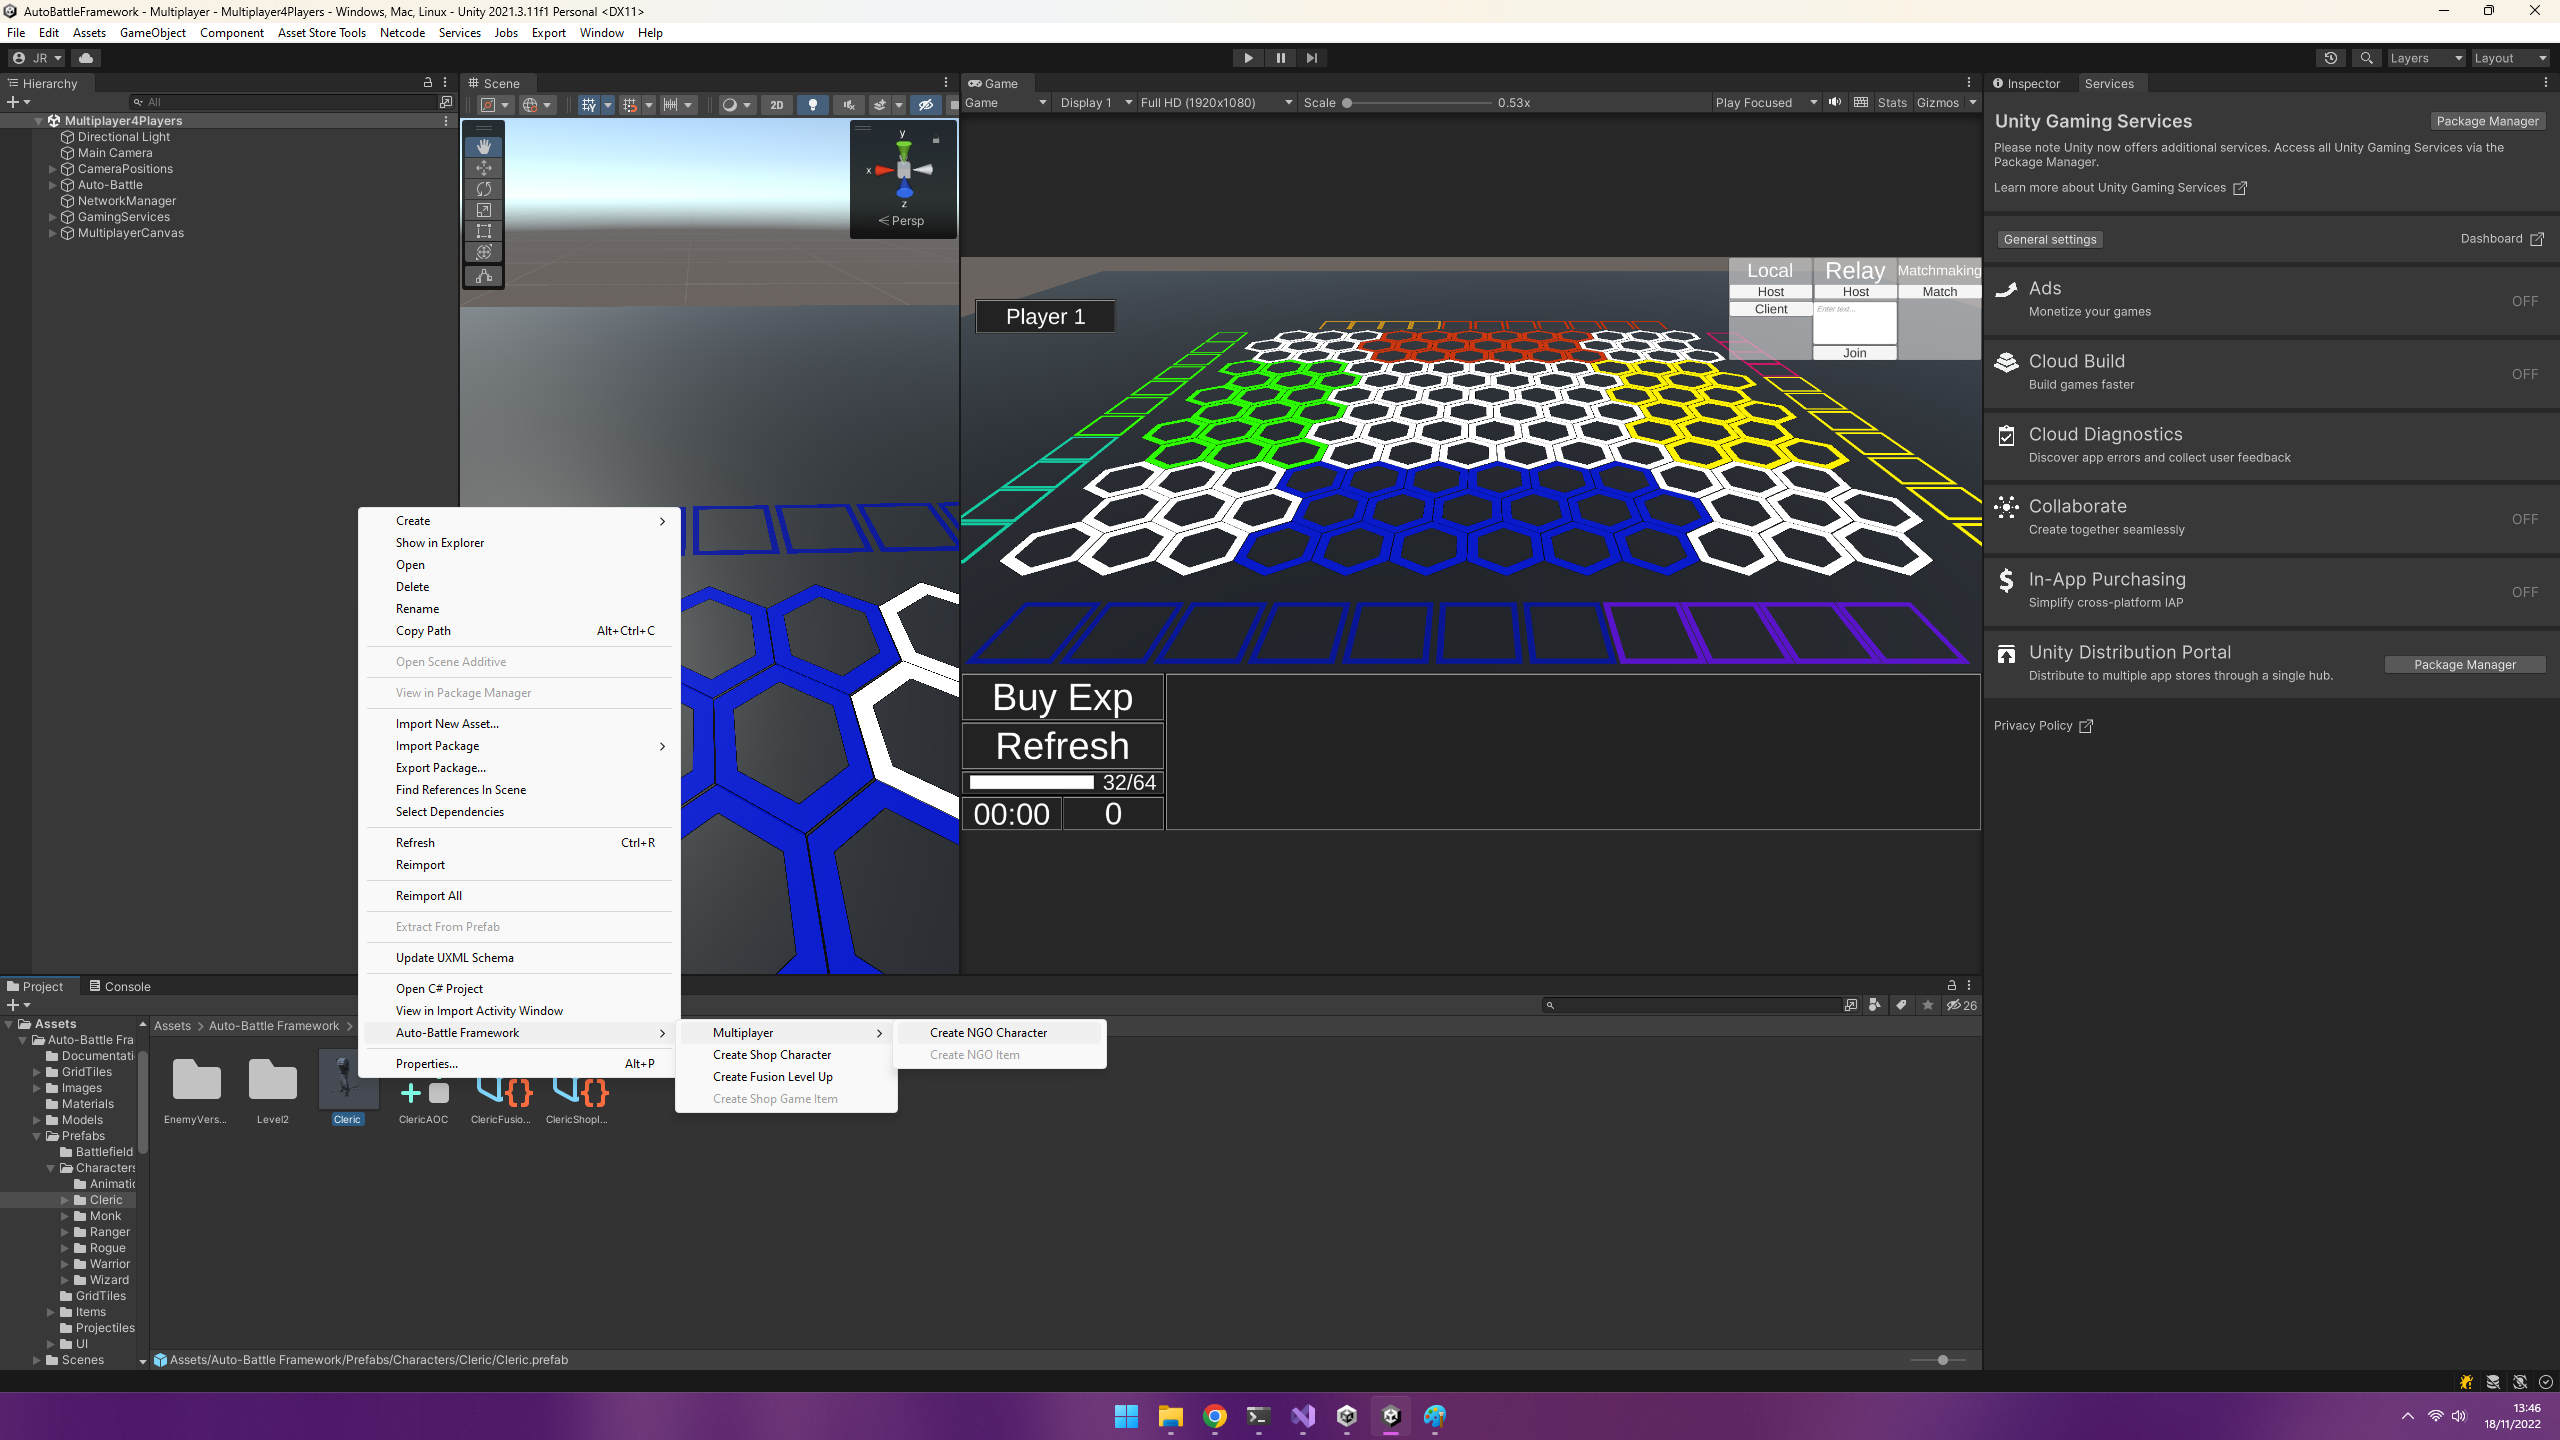 AutoBattleFramework - Multiplayer - Multiplayer4Players - Windows, Mac, Linux - Unity 2021.3.11f1 Personal <DX11>
File Edit Assets GameObject Component Asset Store Tools Netcode Services Jobs Export Window Help
JR Layers Layout
Hierarchy
All
Multiplayer4Players
Directional Light
Main Camera
CameraPositions
Auto-Battle
NetworkManager
GamingServices
MultiplayerCanvas
Scene
2D
y
x
z
Persp
Game
Game Display 1 Full HD (1920x1080) Scale 0.53x Play Focused Stats Gizmos
Player 1
Local Relay Matchmaking
Host Host Match
Client Enter text...
Join
Buy Exp
Refresh
32/64
00:00 0
Inspector Services
Unity Gaming Services Package Manager
Please note Unity now offers additional services. Access all Unity Gaming Services via the
Package Manager.
Learn more about Unity Gaming Services
General settings Dashboard
Ads
Monetize your games OFF
Cloud Build
Build games faster OFF
Cloud Diagnostics
Discover app errors and collect user feedback
Collaborate
Create together seamlessly OFF
In-App Purchasing
Simplify cross-platform IAP OFF
Unity Distribution Portal
Distribute to multiple app stores through a single hub. Package Manager
Privacy Policy
Create
Show in Explorer
Open
Delete
Rename
Copy Path Alt+Ctrl+C
Open Scene Additive
View in Package Manager
Import New Asset...
Import Package
Export Package...
Find References In Scene
Select Dependencies
Refresh Ctrl+R
Reimport
Reimport All
Extract From Prefab
Update UXML Schema
Open C# Project
View in Import Activity Window
Auto-Battle Framework
Properties... Alt+P
Multiplayer
Create Shop Character
Create Fusion Level Up
Create Shop Game Item
Create NGO Character
Create NGO Item
Project Console
26
Assets
Auto-Battle Fra
Documentati
GridTiles
Images
Materials
Models
Prefabs
Battlefield
Characters
Animatic
Cleric
Monk
Ranger
Rogue
Warrior
Wizard
GridTiles
Items
Projectiles
UI
Scenes
Assets > Auto-Battle Framework >
EnemyVers... Level2 Cleric ClericAOC ClericFusio... ClericShopI...
Assets/Auto-Battle Framework/Prefabs/Characters/Cleric/Cleric.prefab
13:46
18/11/2022